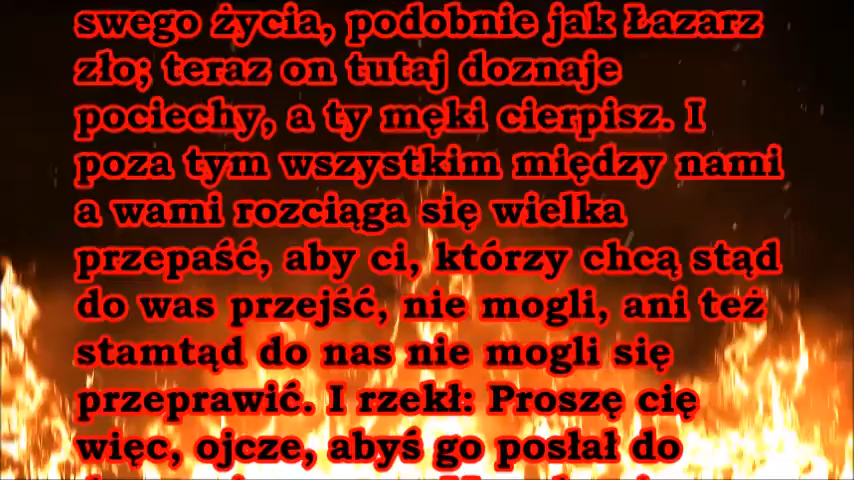 swego życia, podobnie jak Łazarz
zło; teraz on tutaj doznaje
pociechy, a ty męki cierpisz. I
poza tym wszystkim między nami
a wami rozciąga się wielka
przepaść, aby ci, którzy chcą stąd
do was przejść, nie mogli, ani też
stamtąd do nas nie mogli się
przeprawić. I rzekł: Proszę cię
więc, ojcze, abyś go posłał do